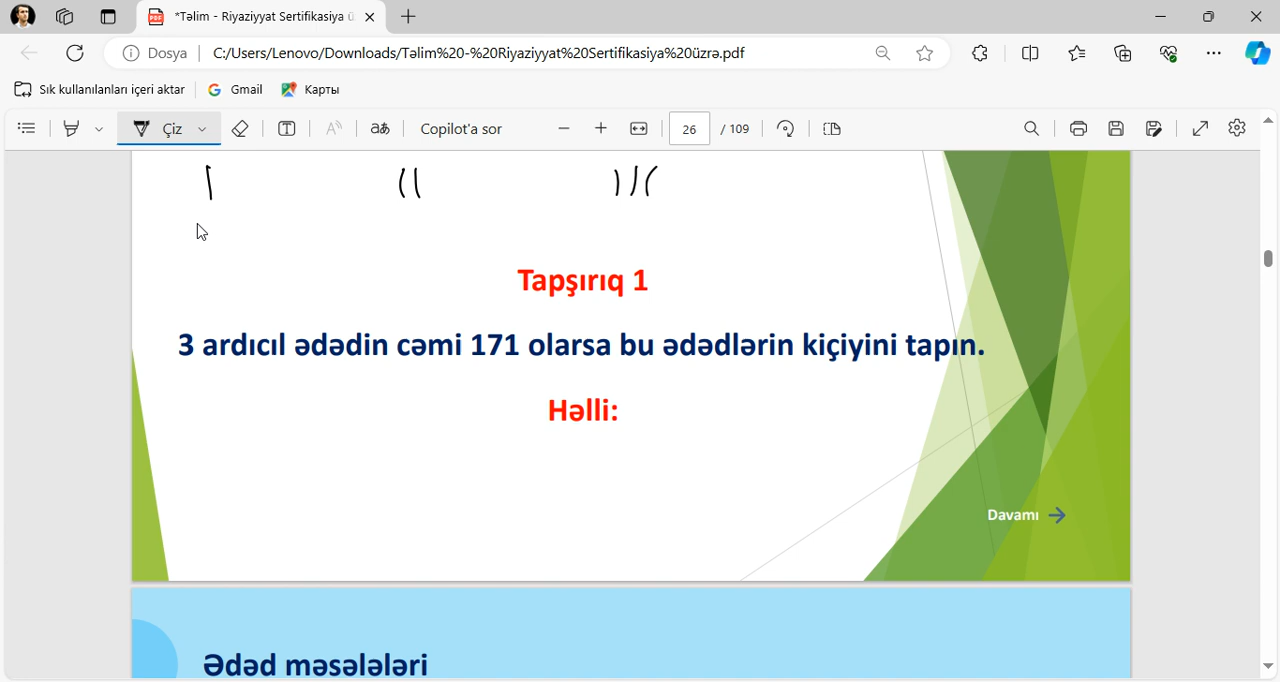 *Təlim - Riyaziyyat Sertifikasiya ü
Dosya
C:/Users/Lenovo/Downloads/Təlim%20-%20Riyaziyyat%20Sertifikasiya%20üzrə.pdf
Sık kullanılanları içeri aktar
Gmail
Карты
Çiz
aあ
Copilot'a sor
26
/ 109
Tapşırıq 1
3 ardıcıl ədədin cəmi 171 olarsa bu ədədlərin kiçiyini tapın.
Həlli:
Davamı
Ədəd məsələləri